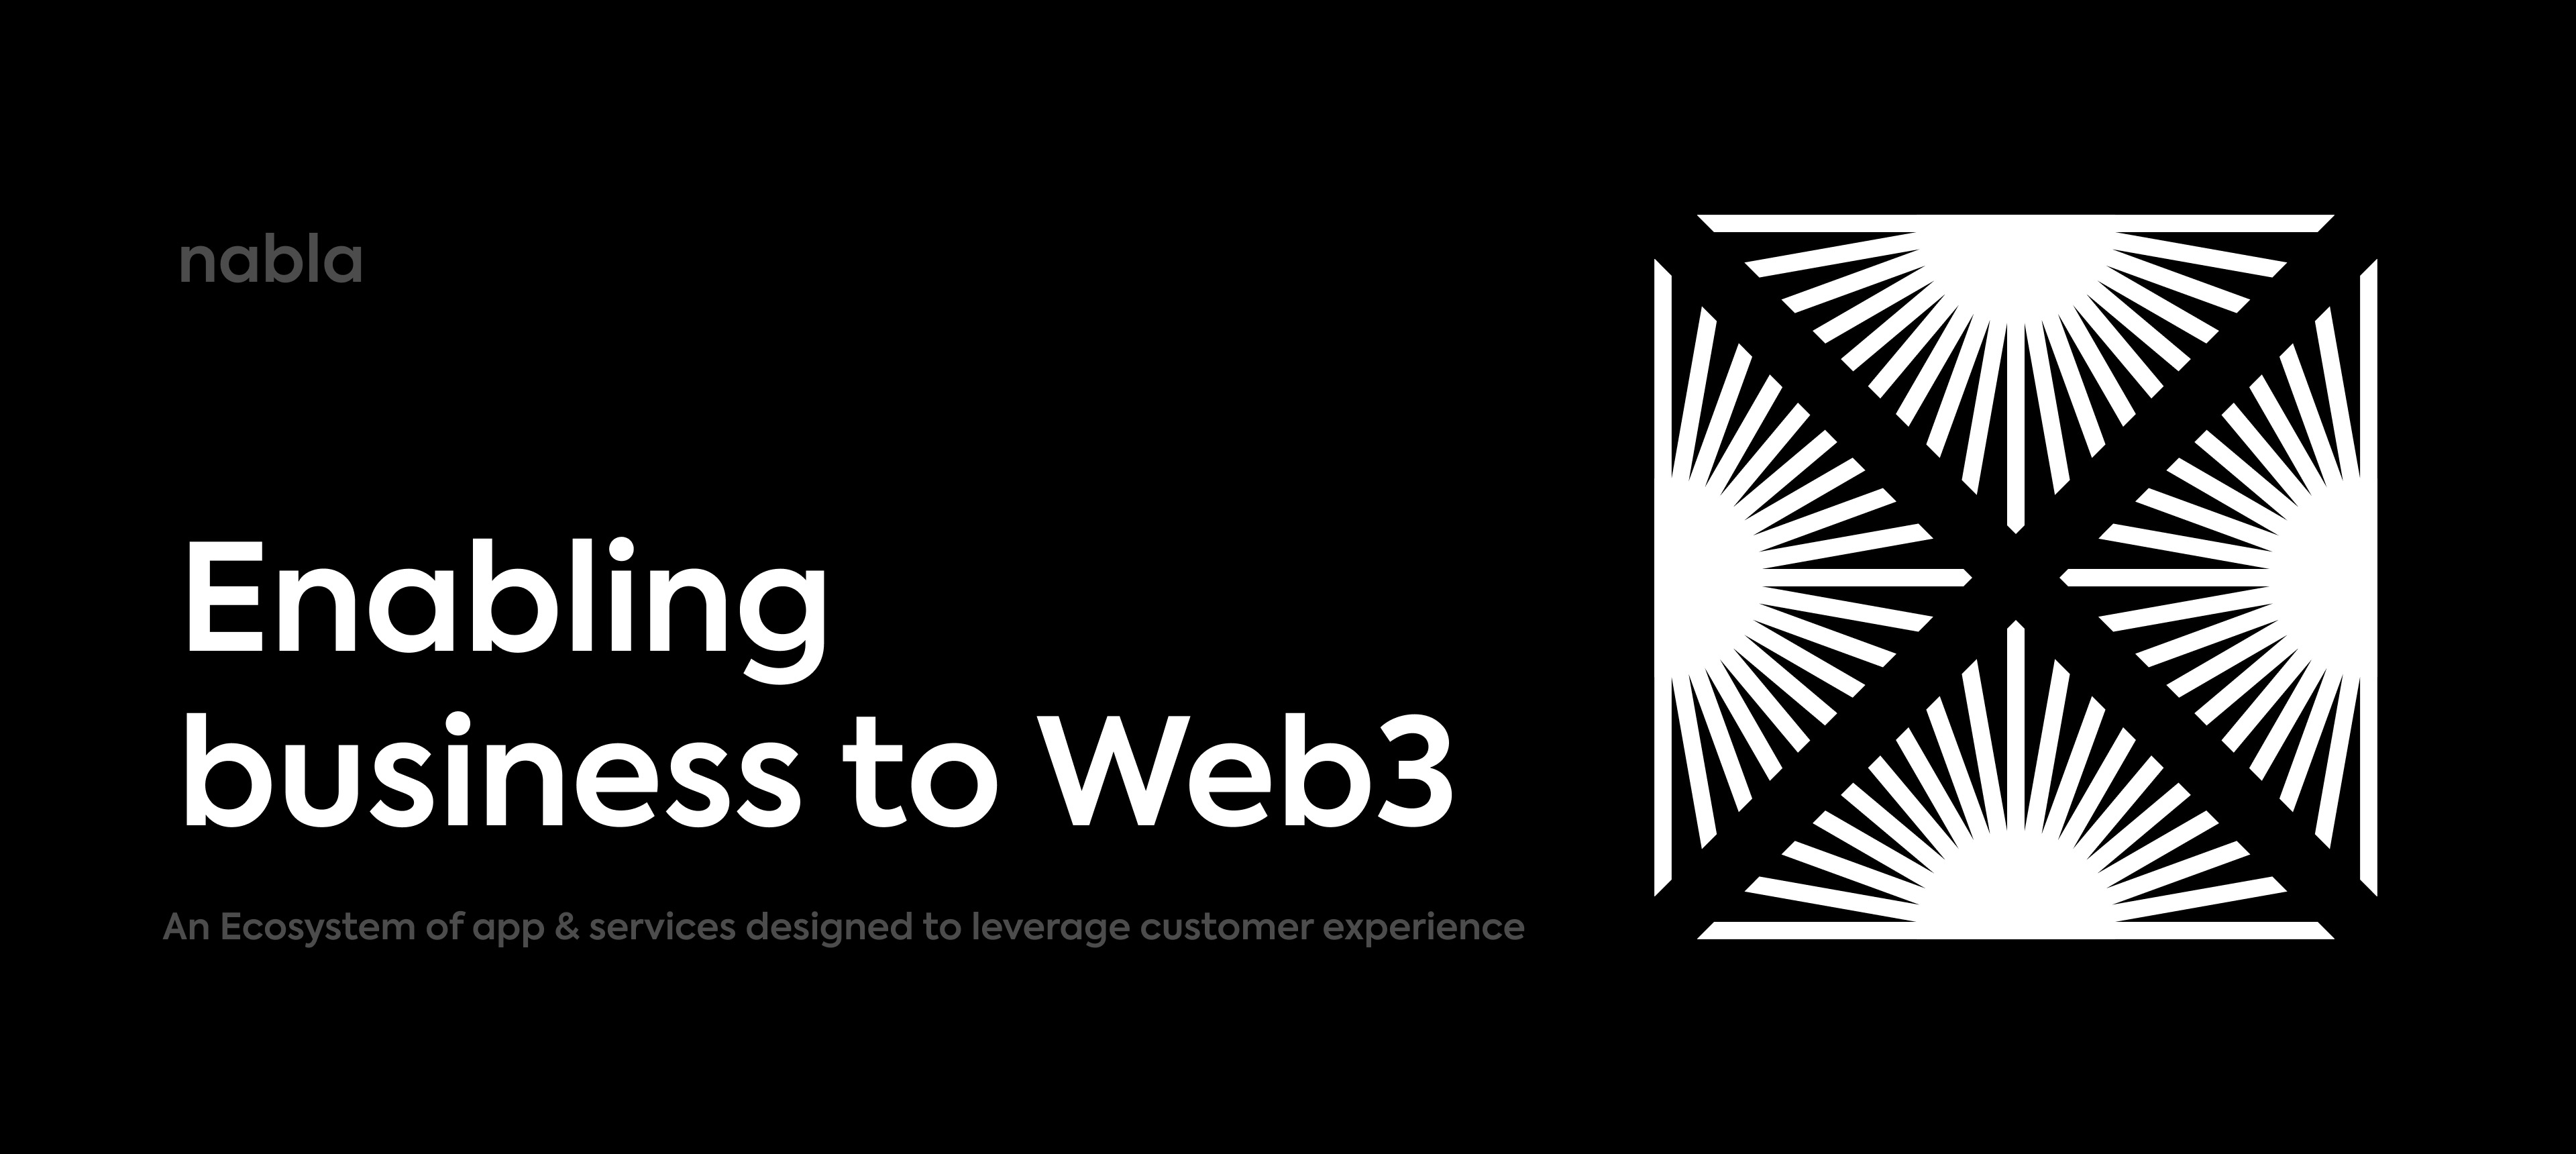 nabla
Enabling
business to Web3
An Ecosystem of app & services designed to leverage customer experience